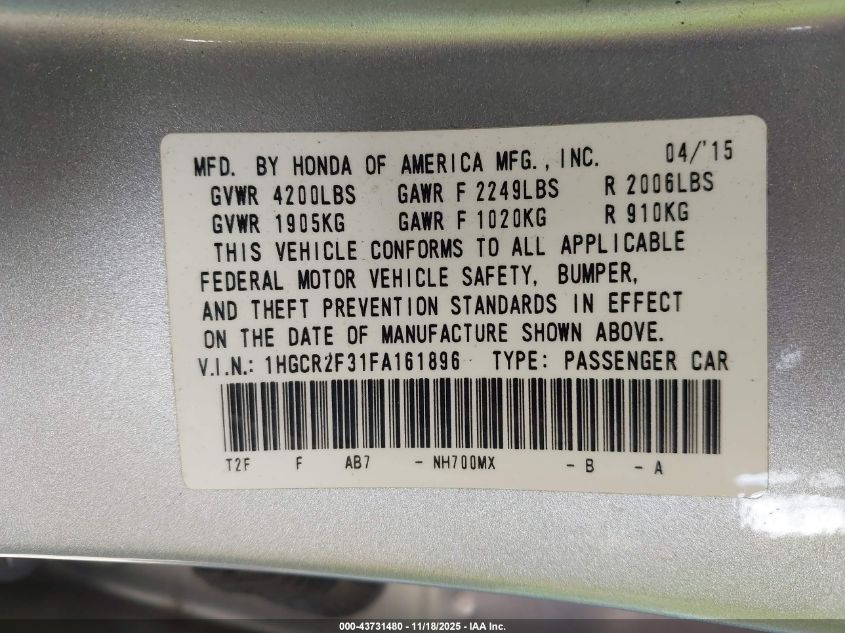 MFD. BY HONDA OF AMERICA MFG., INC. 04/'15
GVWR 4200LBS GAWR F 2249LBS R 2006LBS
GVWR 1905KG GAWR F 1020KG R 910KG
THIS VEHICLE CONFORMS TO ALL APPLICABLE
FEDERAL MOTOR VEHICLE SAFETY, BUMPER,
AND THEFT PREVENTION STANDARDS IN EFFECT
ON THE DATE OF MANUFACTURE SHOWN ABOVE.
V.I.N.: 1HGCR2F31FA161896 TYPE: PASSENGER CAR
T2F F AB7 - NH700MX - B - A
000-43731480 - 11/18/2025 - IAA Inc.